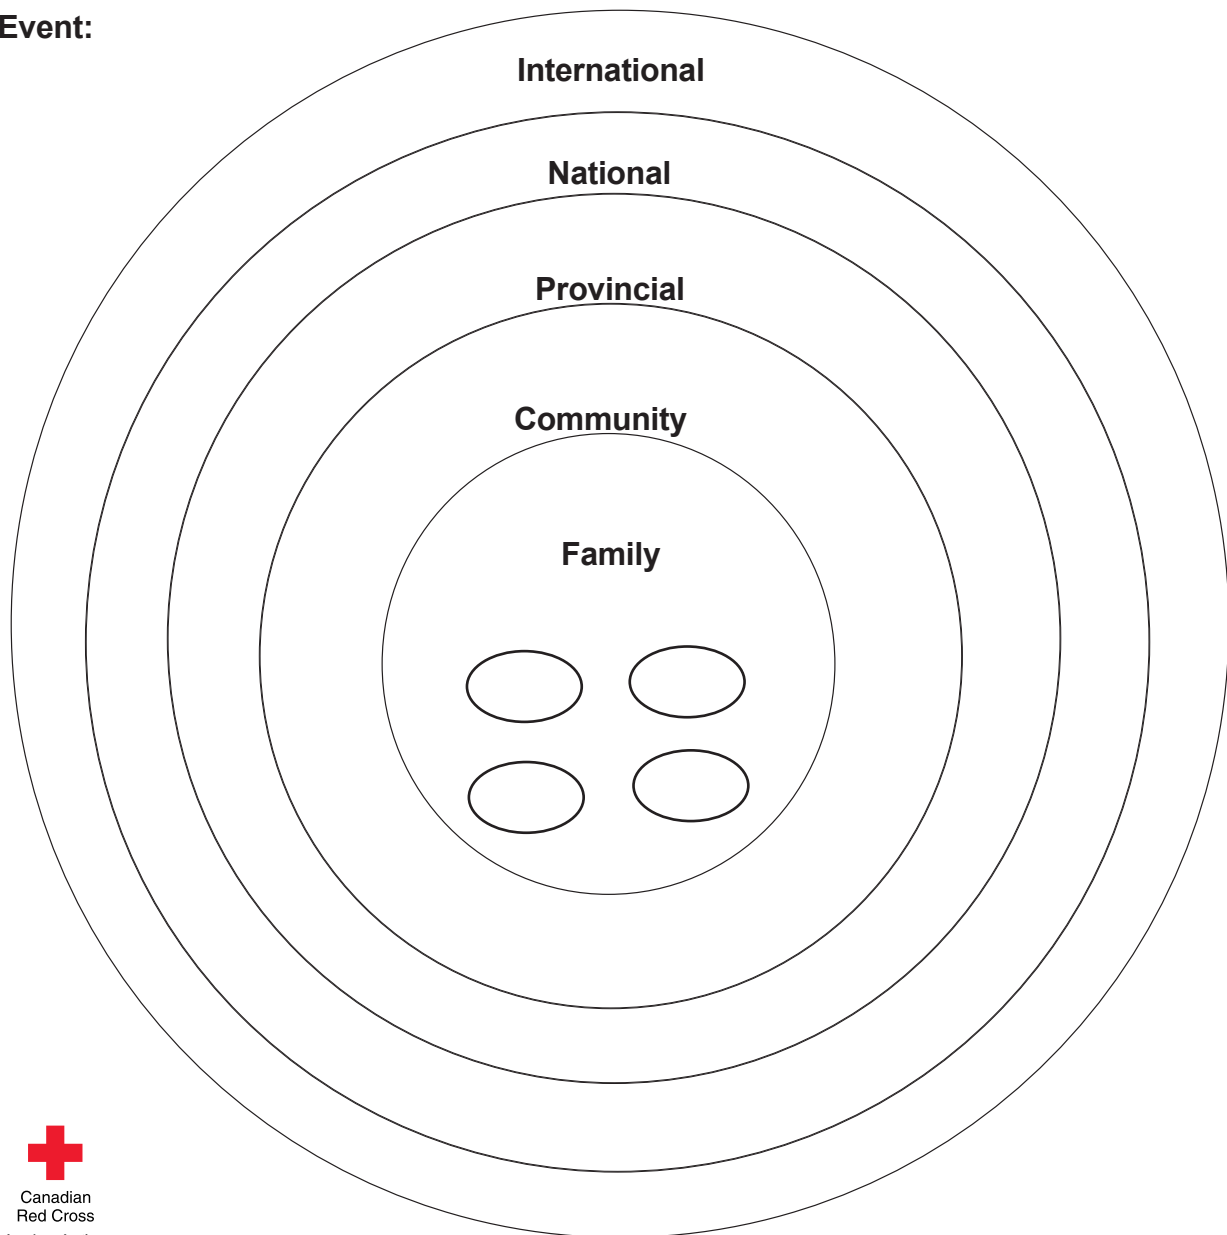 Event:
International
National
Provincial
Community
Family
Canadian
Red Cross